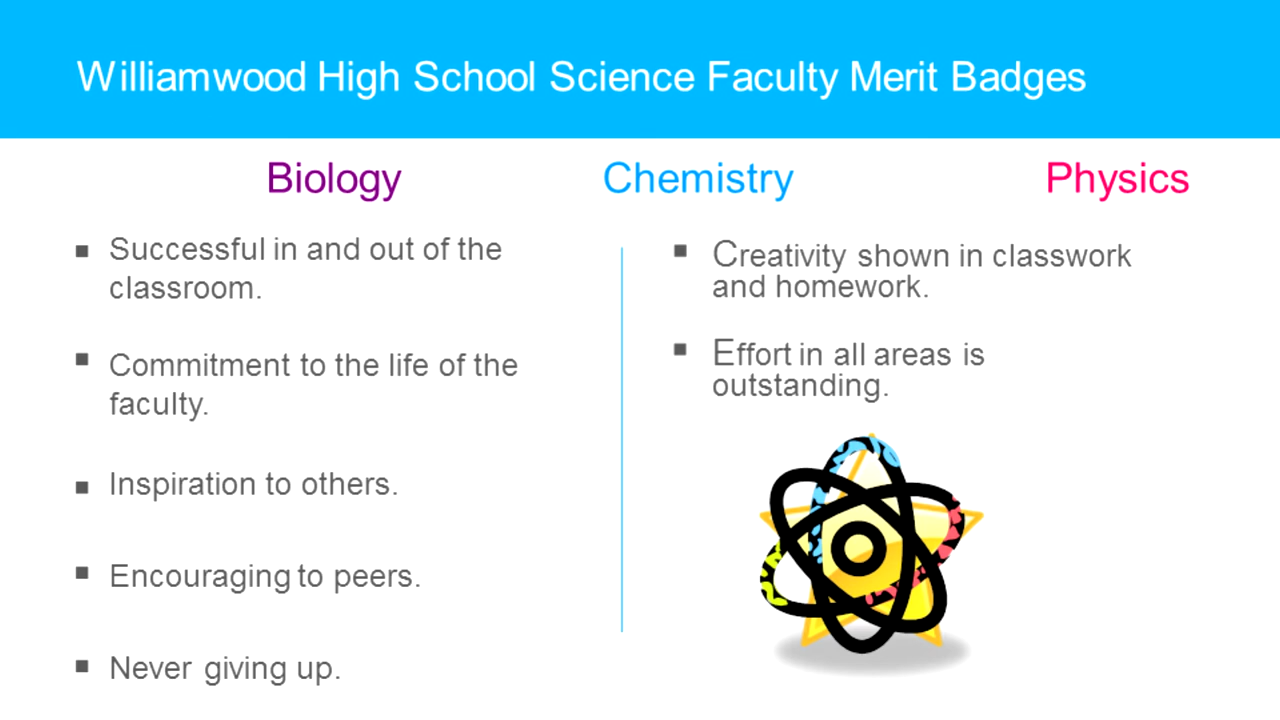 Williamwood High School Science Faculty Merit Badges
Biology
Chemistry
Physics
Successful in and out of the
classroom.
Commitment to the life of the
faculty.
Inspiration to others.
Encouraging to peers.
Never giving up.
Creativity shown in classwork
and homework.
Effort in all areas is
outstanding.